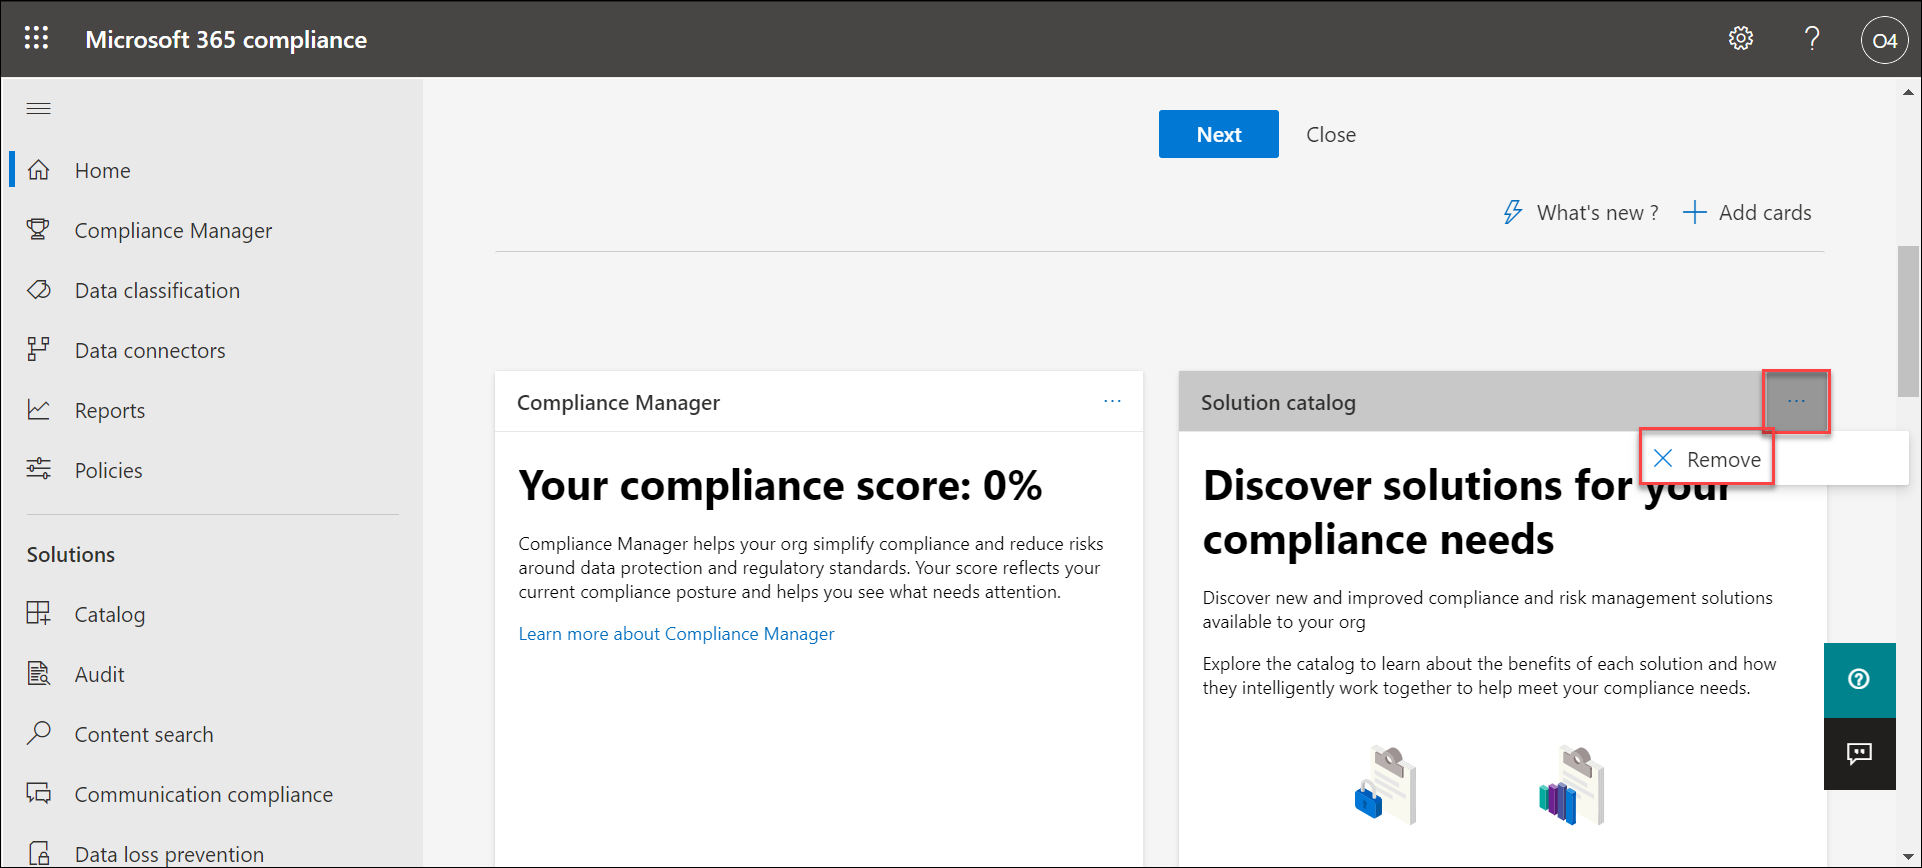 Microsoft 365 compliance
O4
Next
Close
What's new ?
Add cards
Home
Compliance Manager
Data classification
Data connectors
Reports
Policies
Solutions
Catalog
Audit
Content search
Communication compliance
Data loss prevention
Compliance Manager
...
Your compliance score: 0%
Compliance Manager helps your org simplify compliance and reduce risks
around data protection and regulatory standards. Your score reflects your
current compliance posture and helps you see what needs attention.
Learn more about Compliance Manager
Solution catalog
...
Remove
Discover solutions for your
compliance needs
Discover new and improved compliance and risk management solutions
available to your org
Explore the catalog to learn about the benefits of each solution and how
they intelligently work together to help meet your compliance needs.